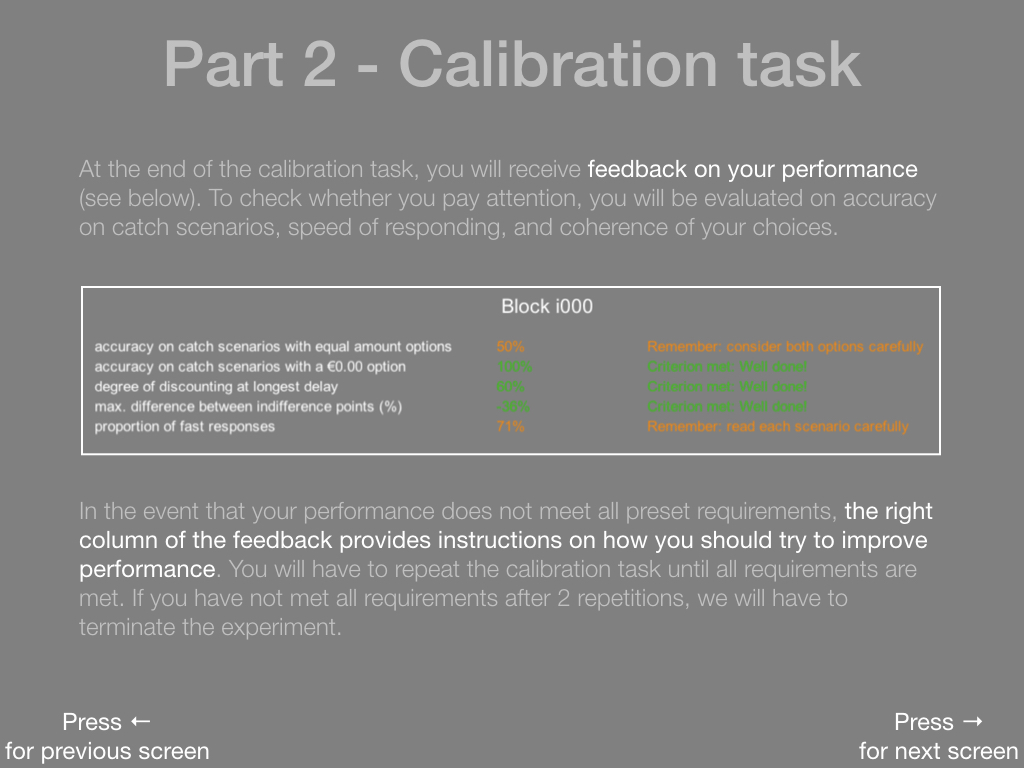 Part 2 - Calibration task
At the end of the calibration task, you will receive feedback on your performance
(see below). To check whether you pay attention, you will be evaluated on accuracy
on catch scenarios, speed of responding, and coherence of your choices.
Block i000
accuracy on catch scenarios with equal amount options 50% Remember: consider both options carefully
accuracy on catch scenarios with a €0.00 option 100% Criterion met: Well done!
degree of discounting at longest delay Criterion met: Well done!
max. difference between indifference points (%) Criterion met: Well done!
proportion of fast responses 71% Remember: read each scenario carefully
In the event that your performance does not meet all preset requirements, the right
column of the feedback provides instructions on how you should try to improve
performance. You will have to repeat the calibration task until all requirements are
met. If you have not met all requirements after 2 repetitions, we will have to
terminate the experiment.
Press ←
for previous screen
Press →
for next screen